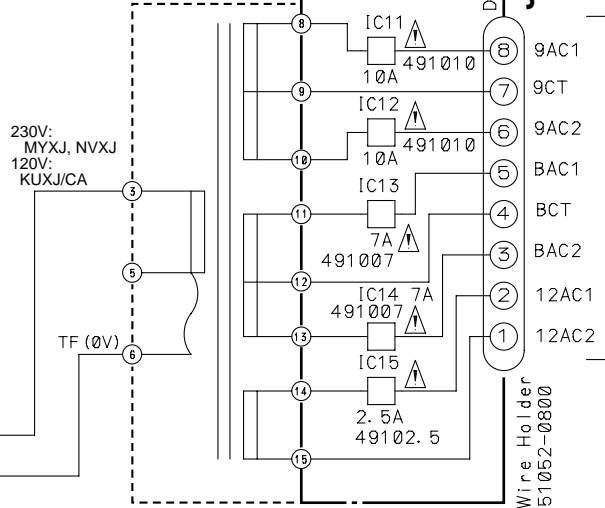 8
IC11
8
9AC1
491010
10A
9
7
9CT
IC12
10
6
9AC2
491010
10A
230V:
MYXJ, NVXJ
120V:
KUXJ/CA
5
BAC1
IC13
3
11
4
BCT
7A
491007
3
BAC2
5
12
IC14 7A
491007
2
12AC1
TF (0V)
6
13
1
12AC2
IC15
14
2.5A
49102.5
15
Wire Holder
51052-0800